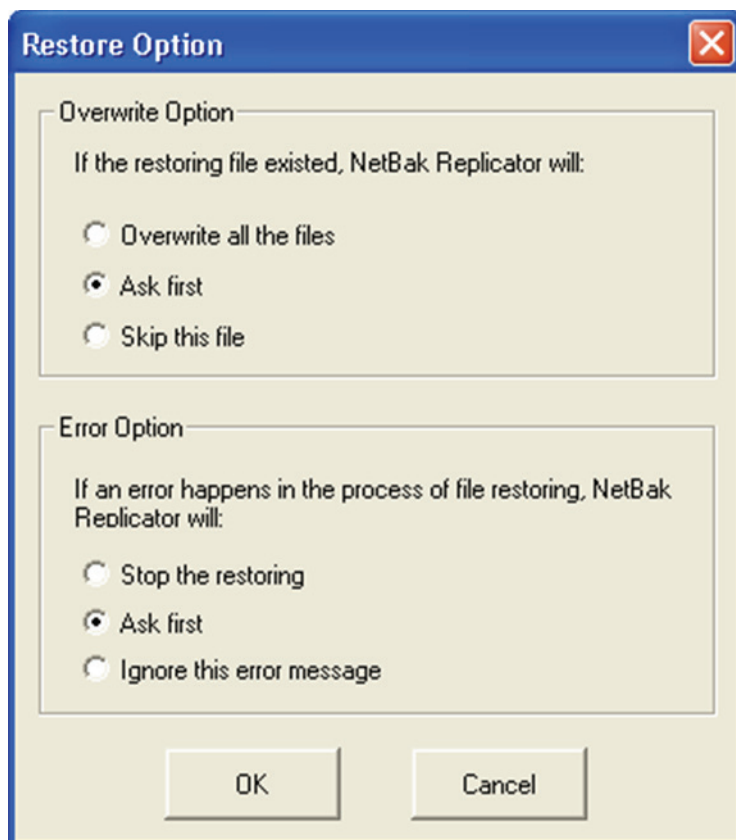 Restore Option
Overwrite Option
If the restoring file existed, NetBak Replicator will:
Overwrite all the files
Ask first
Skip this file
Error Option
If an error happens in the process of file restoring, NetBak
Replicator will:
Stop the restoring
Ask first
Ignore this error message
OK
Cancel